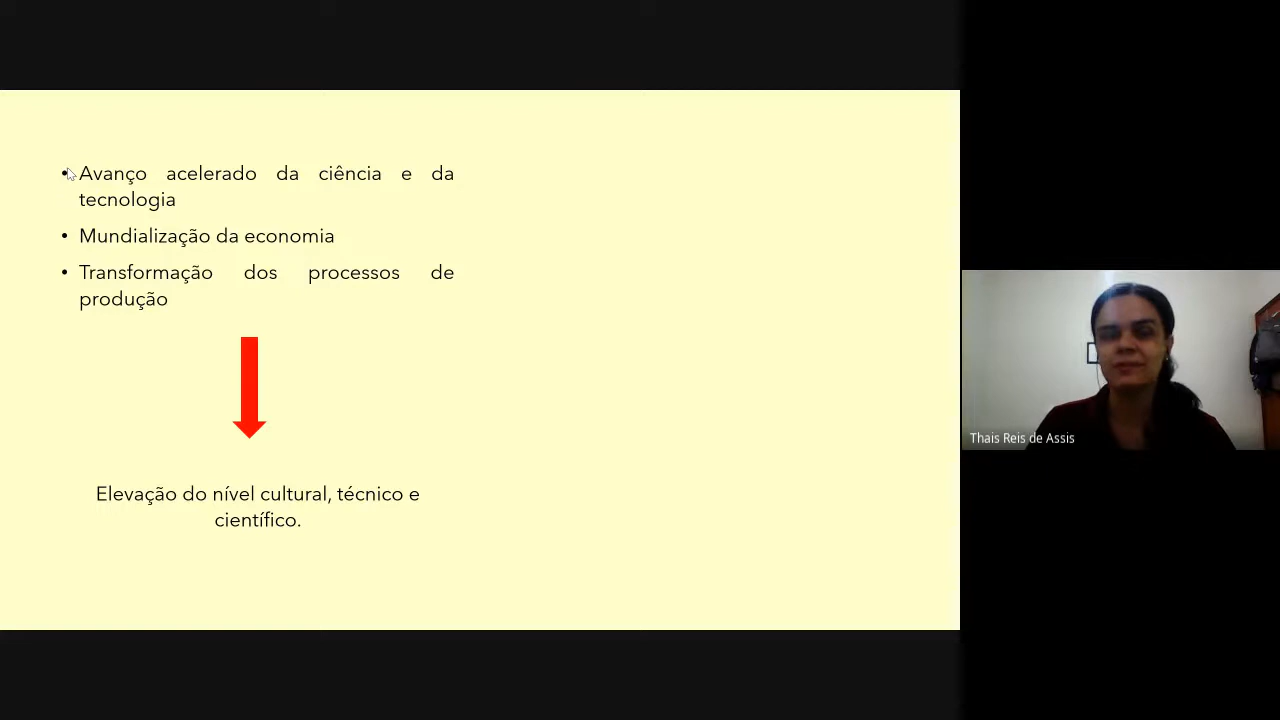 • Avanço acelerado da ciência e da
tecnologia
• Mundialização da economia
• Transformação dos processos de
produção
Elevação do nível cultural, técnico e
científico.
Thais Reis de Assis